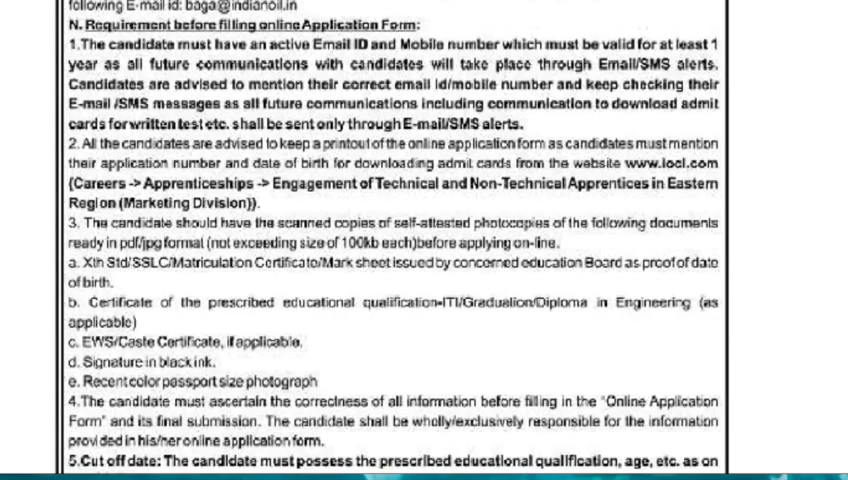 following E-mail id: baga@indianoil.in
N. Requirement before filling online Application Form:
1.The candidate must have an active Email ID and Mobile number which must be valid for at least 1
year as all future communications with candidates will take place through Email/SMS alerts.
Candidates are advised to mention their correct email id/mobile number and keep checking their
E-mail /SMS messages as all future communications including communication to download admit
cards for written test etc. shall be sent only through E-mail/SMS alerts.
2. All the candidates are advised to keep a printout of the online application form as candidates must mention
their application number and date of birth for downloading admit cards from the website www.iocl.com
(Careers -> Apprenticeships -> Engagement of Technical and Non-Technical Apprentices in Eastern
Region (Marketing Division)).
3. The candidate should have the scanned copies of self-attested photocopies of the following documents
ready in pdf/jpg format (not exceeding size of 100kb each)before applying on-line.
a. Xth Std/SSLC/Matriculation Certificate/Mark sheet issued by concerned education Board as proof of date
of birth.
b. Certificate of the prescribed educational qualification-ITI/Graduation/Diploma in Engineering (as
applicable)
c. EWS/Caste Certificate, if applicable.
d. Signature in black ink.
e. Recent color passport size photograph
4.The candidate must ascertain the correctness of all information before filling in the "Online Application
Form" and its final submission. The candidate shall be wholly/exclusively responsible for the information
provided in his/her online application form.
5.Cut off date: The candidate must possess the prescribed educational qualification, age, etc. as on